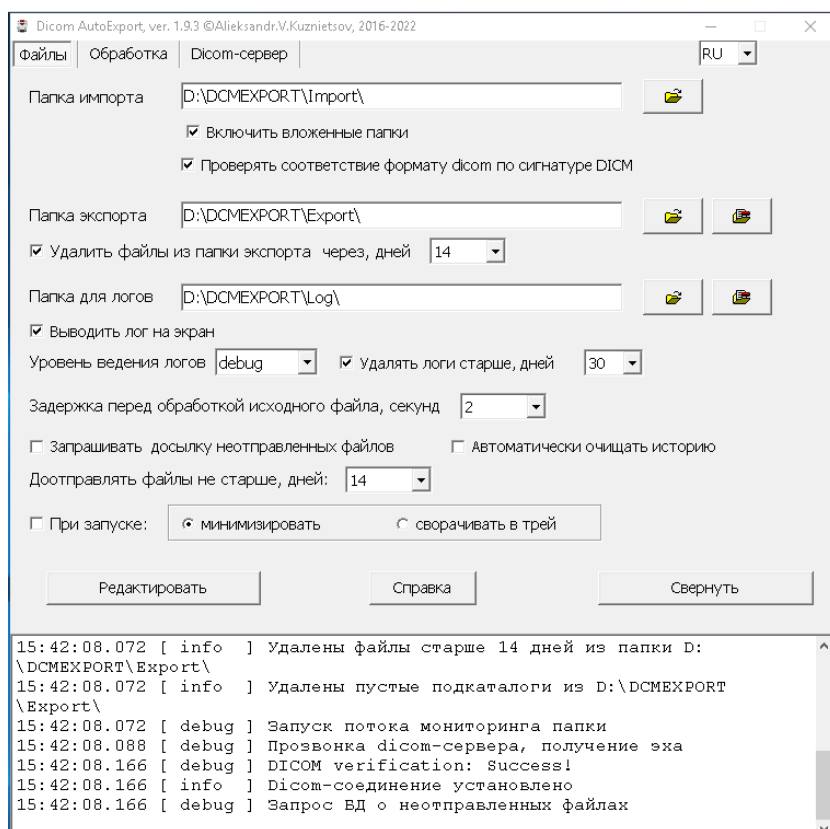 Dicom AutoExport, ver. 1.9.3 ©Alieksandr.V.Kuznietsov, 2016-2022
Файлы Обработка Dicom-сервер RU
Папка импорта D:\DCMEXPORT\Import\
Включить вложенные папки
Проверять соответствие формату dicom по сигнатуре DICM
Папка экспорта D:\DCMEXPORT\Export\
Удалить файлы из папки экспорта через, дней 14
Папка для логов D:\DCMEXPORT\Log\
Выводить лог на экран
Уровень ведения логов debug Удалять логи старше, дней 30
Задержка перед обработкой исходного файла, секунд 2
Запрашивать досылку неотправленных файлов Автоматически очищать историю
Доотправлять файлы не старше, дней: 14
При запуске: минимизировать сворачивать в трей
Редактировать Справка Свернуть
15:42:08.072 [ info ] Удалены файлы старше 14 дней из папки D:
\DCMEXPORT\Export\
15:42:08.072 [ info ] Удалены пустые подкаталоги из D:\DCMEXPORT
\Export\
15:42:08.072 [ debug ] Запуск потока мониторинга папки
15:42:08.088 [ debug ] Прозвонка dicom-сервера, получение эха
15:42:08.166 [ debug ] DICOM verification: Success!
15:42:08.166 [ info ] Dicom-соединение установлено
15:42:08.166 [ debug ] Запрос БД о неотправленных файлах